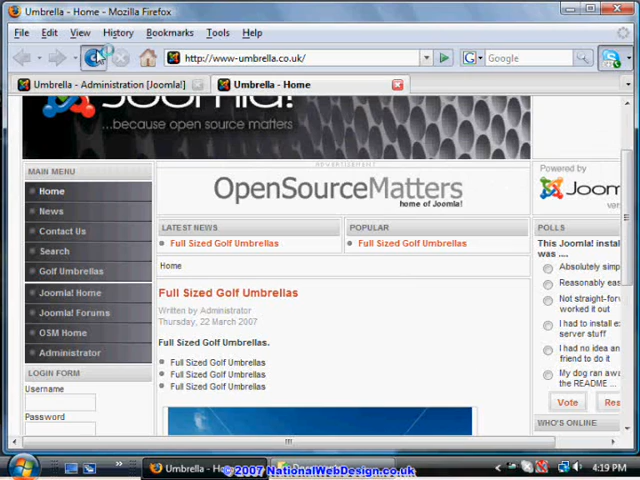 Umbrella - Home - Mozilla Firefox
File Edit View History Bookmarks Tools Help
http://www-umbrella.co.uk/
G Google
Umbrella - Administration [Joomla!]
Umbrella - Home
Joomla!
...because open source matters
ADVERTISEMENT
MAIN MENU
Home
News
Contact Us
Search
Golf Umbrellas
Joomla! Home
Joomla! Forums
OSM Home
Administrator
LOGIN FORM
Username
Password
OpenSourceMatters
home of Joomla!
LATEST NEWS
Full Sized Golf Umbrellas
POPULAR
Full Sized Golf Umbrellas
Home
Full Sized Golf Umbrellas
Written by Administrator
Thursday, 22 March 2007
Full Sized Golf Umbrellas.
Full Sized Golf Umbrellas
Full Sized Golf Umbrellas
Full Sized Golf Umbrellas
Powered by
Joom
ver
POLLS
This Joomla! instal
was ....
Absolutely simp
Reasonably eas
Not straight-for
worked it out
I had to install ex
server stuff
I had no idea an
friend to do it
My dog ran awa
the README ...
Vote
Res
WHO'S ONLINE
Umbrella - Ho
© 2007 NationalWebDesign.co.uk
4:19 PM